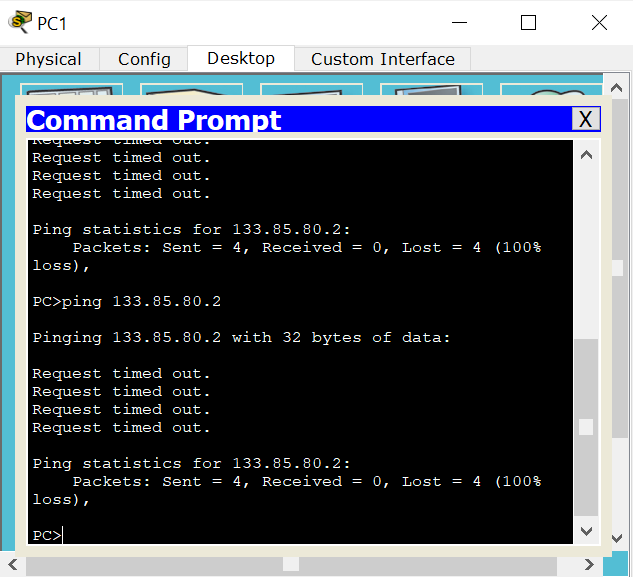 PC1
Physical
Config
Desktop
Custom Interface
Command Prompt
X
Request timed out.
Request timed out.
Request timed out.
Request timed out.
Ping statistics for 133.85.80.2:
Packets: Sent = 4, Received = 0, Lost = 4 (100%
loss),
PC>ping 133.85.80.2
Pinging 133.85.80.2 with 32 bytes of data:
Request timed out.
Request timed out.
Request timed out.
Request timed out.
Ping statistics for 133.85.80.2:
Packets: Sent = 4, Received = 0, Lost = 4 (100%
loss),
PC>